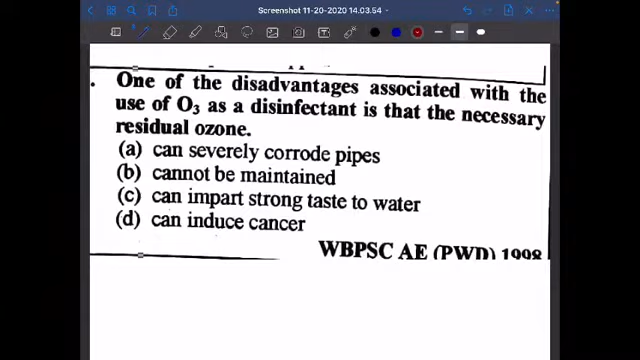 Screenshot 11-20-2020 14.03.54
One of the disadvantages associated with the
use of O₃ as a disinfectant is that the necessary
residual ozone.
(a) can severely corrode pipes
(b) cannot be maintained
(c) can impart strong taste to water
(d) can induce cancer
WBPSC AE (PWD) 1998